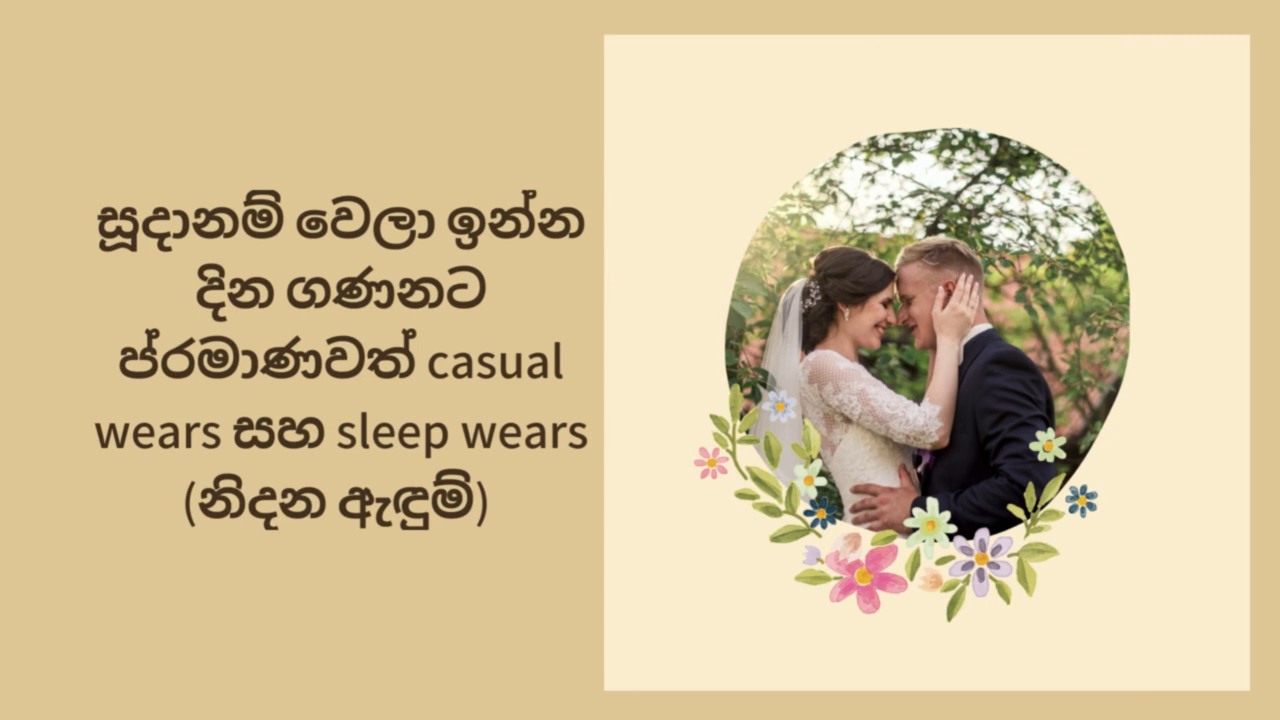 සූදානම් වෙලා ඉන්න
දින ගණනට
ප්රමාණවත් casual
wears සහ sleep wears
(නිදන ඇඳුම්)